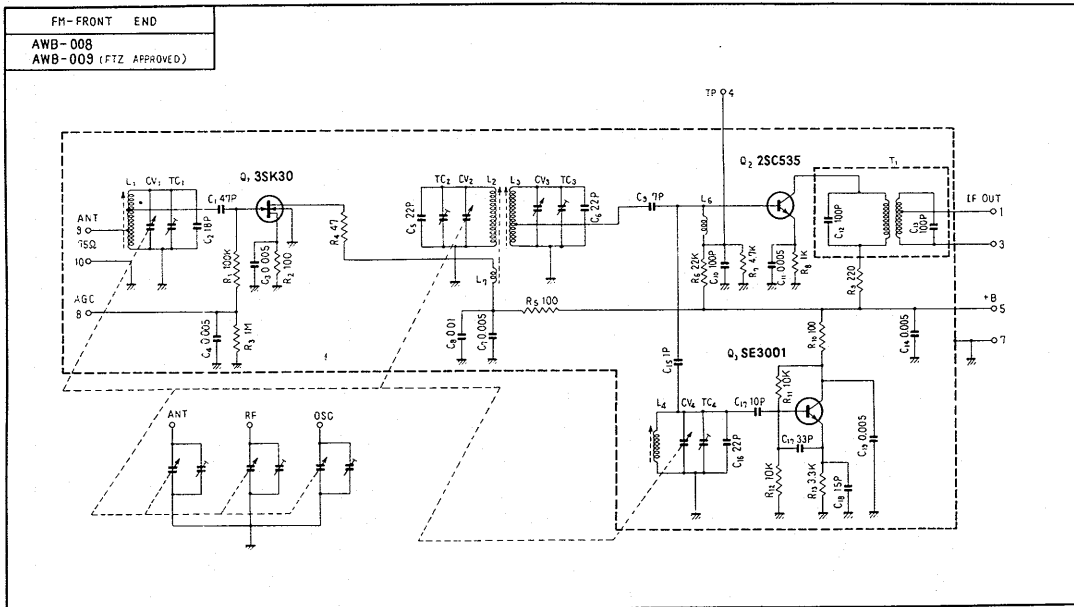 FM-FRONT END
AWB-008
AWB-009 (FTZ APPROVED)
TP 4
Q₂ 2SC535
T₁
Q₁ 3SK30
L₁ CV₁ TC₁
C₁ 47P
C₂ 18P
ANT
9
75Ω
10
R₁ 100K
C₃ 0.005
R₂ 100
R₄ 47
AGC
8
C₄ 0.005
R₃ 1M
TC₂ CV₂ L₂
C₅ 22P
L₃ CV₃ TC₃
C₆ 22P
L₇
R₅ 100
C₈ 0.01
C₇ 0.005
C₉ 7P
L₆
R₆ 22K
C₁₀ 100P
R₇ 4.7K
C₁₁ 0.005
R₈ 1K
C₁₂ 100P
C₁₃ 100P
IF OUT
1
3
R₉ 220
+B
5
7
C₁₄ 0.005
R₁₀ 100
Q₃ SE3001
C₁₅ 1P
L₄ CV₄ TC₄
C₁₇ 10P
R₁₁ 10K
C₁₆ 22P
C₁₇ 33P
R₁₂ 10K
R₁₃ 3.3K
C₁₈ 15P
C₁₉ 0.005
ANT
RF
OSC